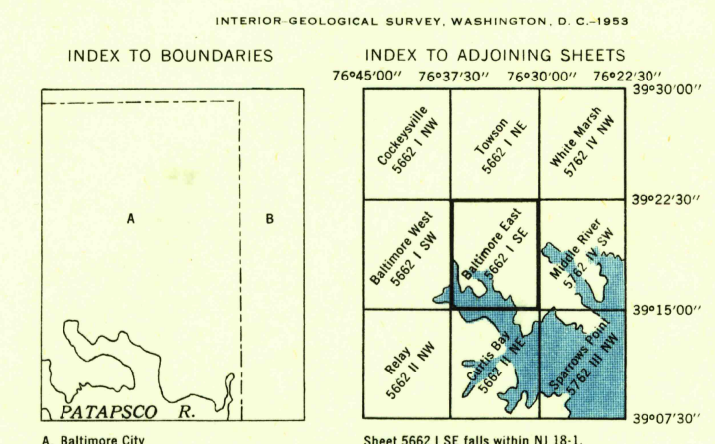 INTERIOR-GEOLOGICAL SURVEY, WASHINGTON, D. C.-1953
INDEX TO BOUNDARIES
A
B
PATAPSCO R.
A. Baltimore City
INDEX TO ADJOINING SHEETS
76°45'00'' 76°37'30'' 76°30'00'' 76°22'30''
39°30'00''
Cockeysville
5662 I NW
Towson
5662 I NE
White Marsh
5762 IV NW
39°22'30''
Baltimore West
5662 I SW
Baltimore East
5662 I SE
Middle River
5762 IV SW
39°15'00''
Relay
5662 II NW
Curtis Bay
5662 NE
Sparrows Point
5762 III NW
39°07'30''
Sheet 5662 I SE falls within NJ 18-1,